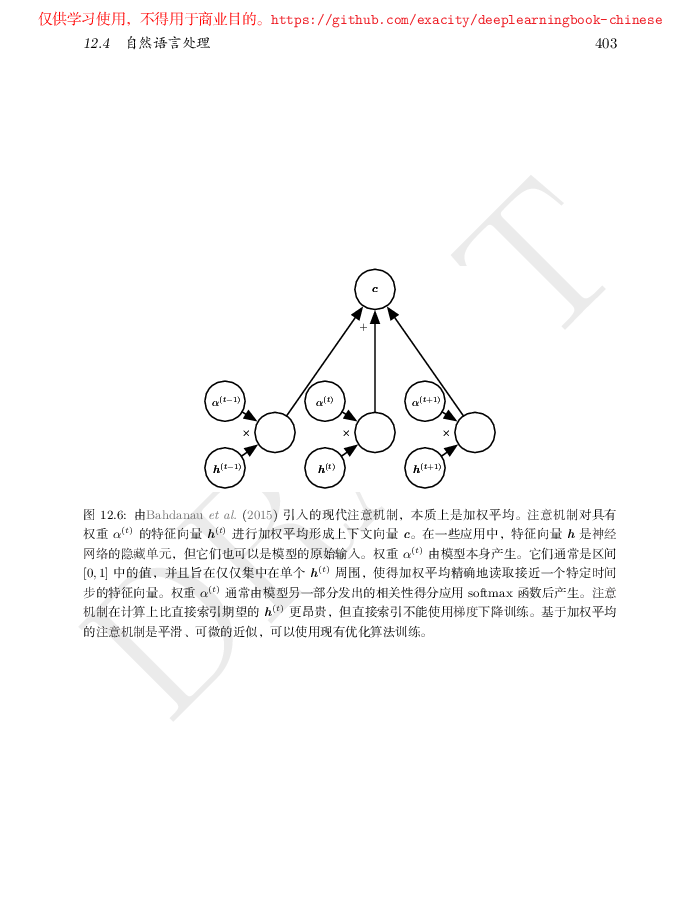 仅供学习使用，不得用于商业目的。https://github.com/exacity/deeplearningbook-chinese
12.4 自然语言处理 403
DRAFT
c
+
α(t−1) α(t) α(t+1)
× × ×
h(t−1) h(t) h(t+1)
图 12.6: 由Bahdanau et al. (2015) 引入的现代注意机制，本质上是加权平均。注意机制对具有
权重 α(t) 的特征向量 h(t) 进行加权平均形成上下文向量 c。在一些应用中，特征向量 h 是神经
网络的隐藏单元，但它们也可以是模型的原始输入。权重 α(t) 由模型本身产生。它们通常是区间
[0, 1] 中的值，并且旨在仅仅集中在单个 h(t) 周围，使得加权平均精确地读取接近一个特定时间
步的特征向量。权重 α(t) 通常由模型另一部分发出的相关性得分应用 softmax 函数后产生。注意
机制在计算上比直接索引期望的 h(t) 更昂贵，但直接索引不能使用梯度下降训练。基于加权平均
的注意机制是平滑、可微的近似，可以使用现有优化算法训练。